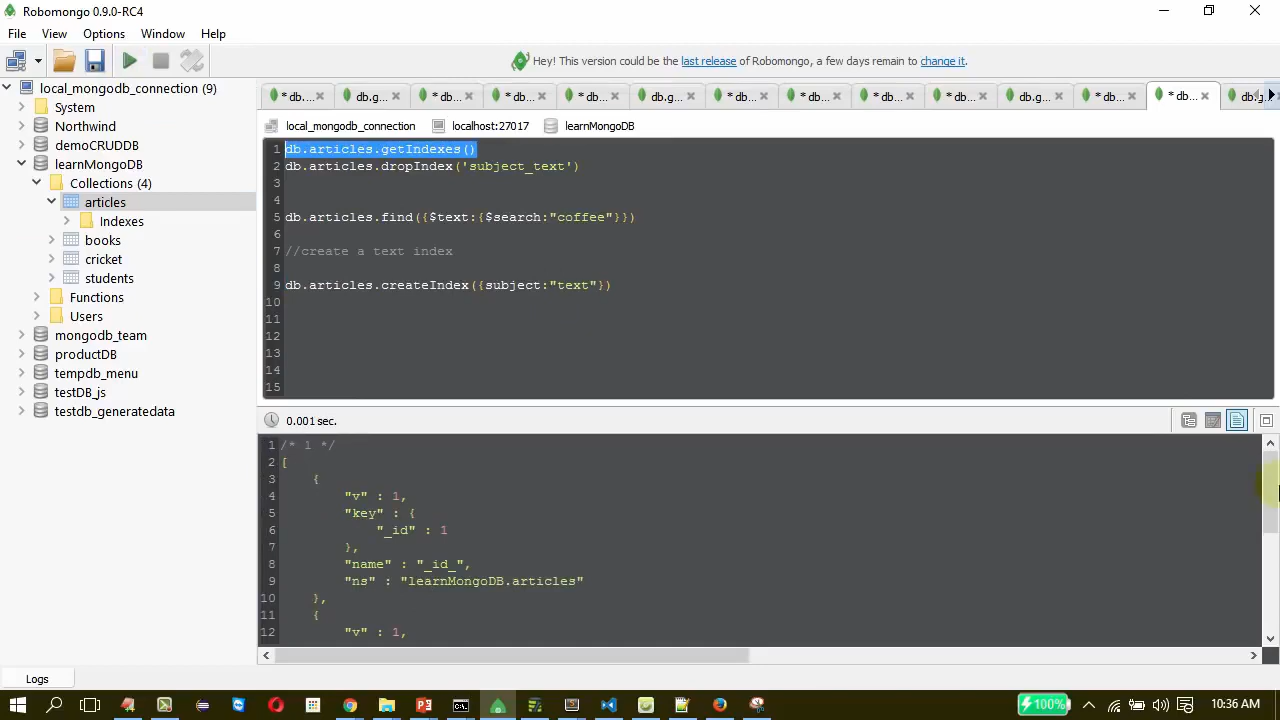 Robomongo 0.9.0-RC4
File View Options Window Help
Hey! This version could be the last release of Robomongo, a few days remain to change it.
local_mongodb_connection (9)
System
Northwind
demoCRUDDB
learnMongoDB
Collections (4)
articles
Indexes
books
cricket
students
Functions
Users
mongodb_team
productDB
tempdb_menu
testDB_js
testdb_generatedata
* db.... db.g... * db... * db... * db... db.g... * db... * db... * db... * db... db.g... * db... * db...
local_mongodb_connection localhost:27017 learnMongoDB
1 db.articles.getIndexes()
2 db.articles.dropIndex('subject_text')
3
4
5 db.articles.find({$text:{$search:"coffee"}})
6
7 //create a text index
8
9 db.articles.createIndex({subject:"text"})
10
11
12
13
14
15
0.001 sec.
1 /* 1 */
2 [
3 {
4 "v" : 1,
5 "key" : {
6 "_id" : 1
7 },
8 "name" : "_id_",
9 "ns" : "learnMongoDB.articles"
10 },
11 {
12 "v" : 1,
Logs
100% 10:36 AM